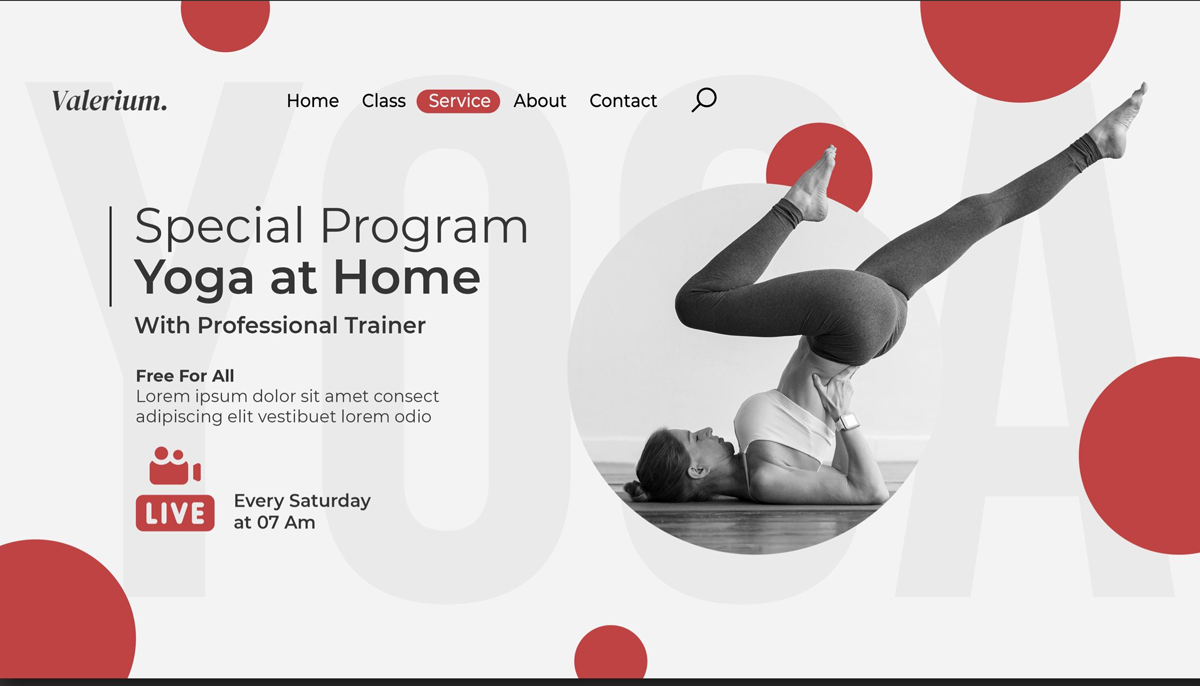 YOGA
Valerium.
Home Class Service About Contact
Special Program
Yoga at Home
With Professional Trainer
Free For All
Lorem ipsum dolor sit amet consect
adipiscing elit vestibuet lorem odio
LIVE
Every Saturday
at 07 Am